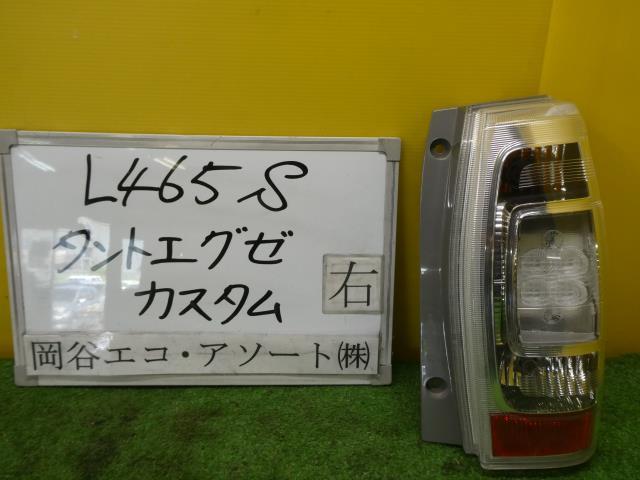 L465S
タントエグゼ
カスタム
右
岡谷エコ・アソート㈱